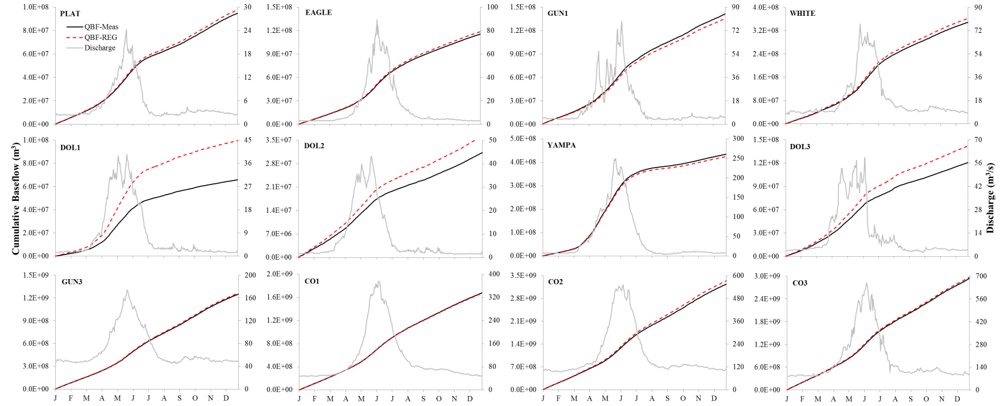 Cumulative Baseflow (m³)
Discharge (m³/s)
PLAT
QBF-Meas
QBF-REG
Discharge
1.0E+08
8.0E+07
6.0E+07
4.0E+07
2.0E+07
0.0E+00
30
24
18
12
6
0
J F M A M J J A S O N D
EAGLE
1.5E+08
1.2E+08
9.0E+07
6.0E+07
3.0E+07
0.0E+00
100
80
60
40
20
0
J F M A M J J A S O N D
GUN1
1.5E+08
1.2E+08
9.0E+07
6.0E+07
3.0E+07
0.0E+00
90
72
54
36
18
0
J F M A M J J A S O N D
WHITE
4.0E+08
3.2E+08
2.4E+08
1.6E+08
8.0E+07
0.0E+00
90
72
54
36
18
0
J F M A M J J A S O N D
DOL1
1.0E+08
8.0E+07
6.0E+07
4.0E+07
2.0E+07
0.0E+00
45
36
27
18
9
0
DOL2
3.5E+07
2.8E+07
2.1E+07
1.4E+07
7.0E+06
0.0E+00
50
40
30
20
10
0
YAMPA
5.0E+08
4.0E+08
3.0E+08
2.0E+08
1.0E+08
0.0E+00
300
250
200
150
100
50
0
DOL3
1.5E+08
1.2E+08
9.0E+07
6.0E+07
3.0E+07
0.0E+00
70
56
42
28
14
0
GUN3
1.5E+09
1.2E+09
9.0E+08
6.0E+08
3.0E+08
0.0E+00
200
160
120
80
40
0
J F M A M J J A S O N D
CO1
2.0E+09
1.6E+09
1.2E+09
8.0E+08
4.0E+08
0.0E+00
400
320
240
160
80
0
J F M A M J J A S O N D
CO2
3.5E+09
2.8E+09
2.1E+09
1.4E+09
7.0E+08
0.0E+00
600
480
360
240
120
0
J F M A M J J A S O N D
CO3
3.0E+09
2.4E+09
1.8E+09
1.2E+09
6.0E+08
0.0E+00
700
560
420
280
140
0
J F M A M J J A S O N D